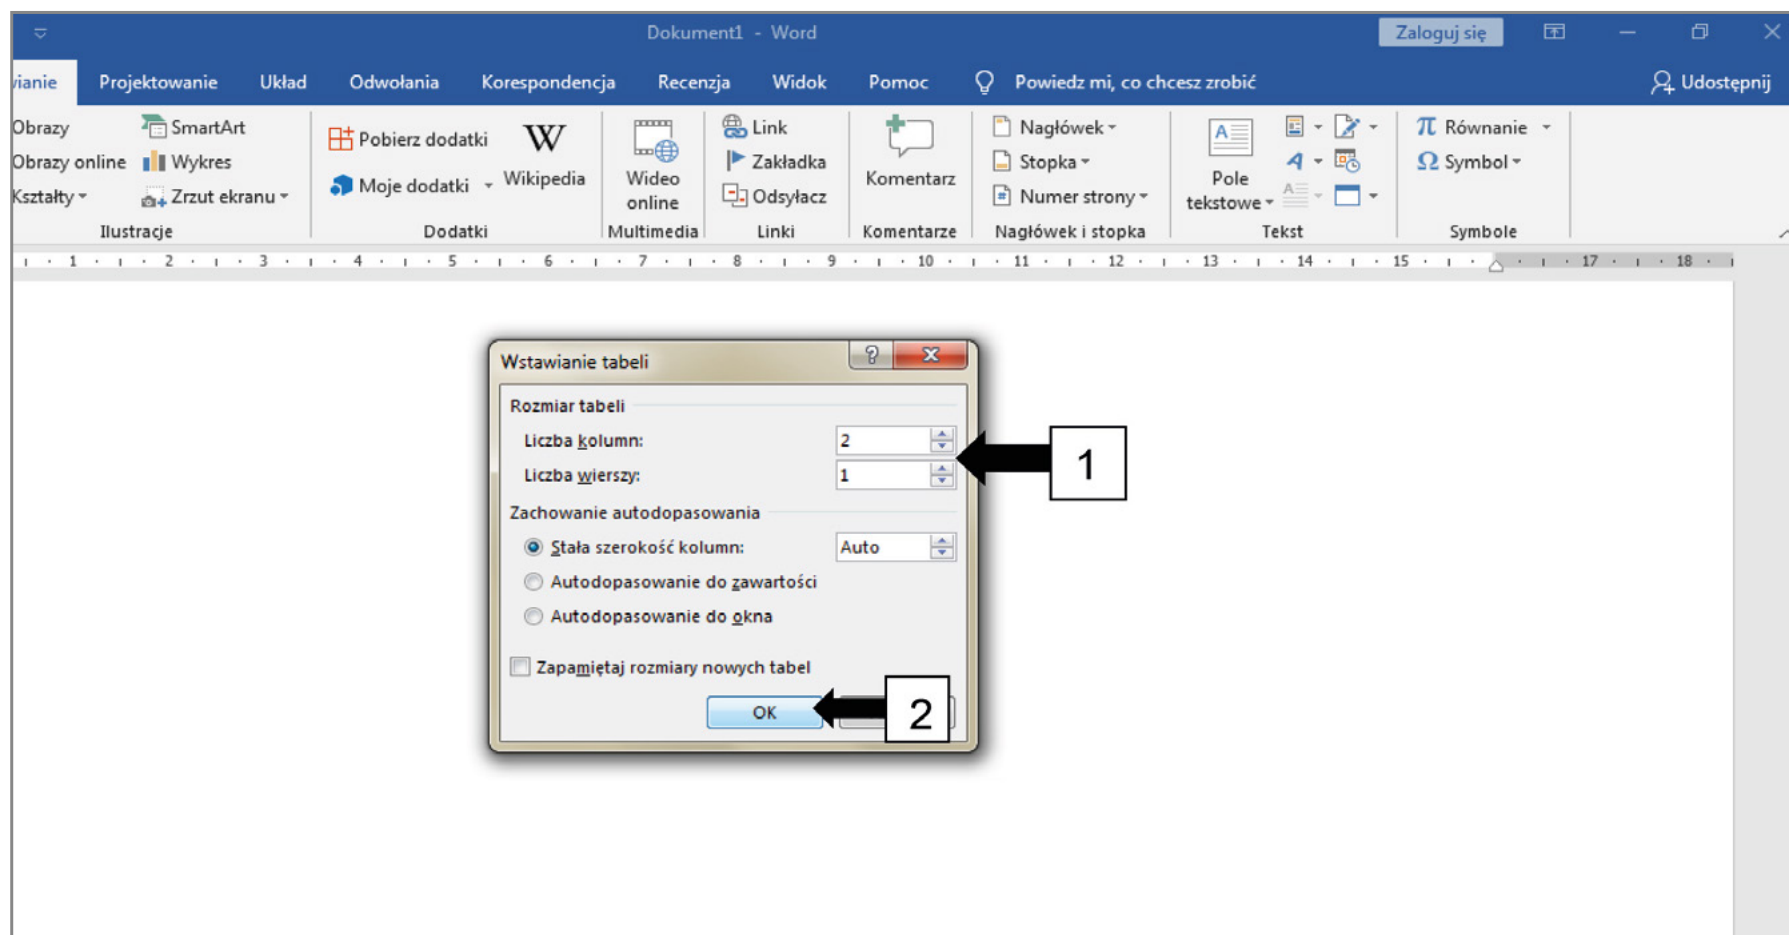 Dokument1 - Word Zaloguj się
Projektowanie Układ Odwołania Korespondencja Recenzja Widok Pomoc Powiedz mi, co chcesz zrobić Udostępnij
Obrazy SmartArt Pobierz dodatki W Link Nagłówek π Równanie
Obrazy online Wykres Zakładka Stopka Ω Symbol
Kształty Zrzut ekranu Moje dodatki Wikipedia Wideo online Odsyłacz Komentarz Numer strony Pole tekstowe
Ilustracje Dodatki Multimedia Linki Komentarze Nagłówek i stopka Tekst Symbole
1 2 3 4 5 6 7 8 9 10 11 12 13 14 15 17 18
Wstawianie tabeli ?
Rozmiar tabeli
Liczba kolumn: 2
Liczba wierszy: 1
1
Zachowanie autodopasowania
Stała szerokość kolumn: Auto
Autodopasowanie do zawartości
Autodopasowanie do okna
Zapamiętaj rozmiary nowych tabel
OK 2